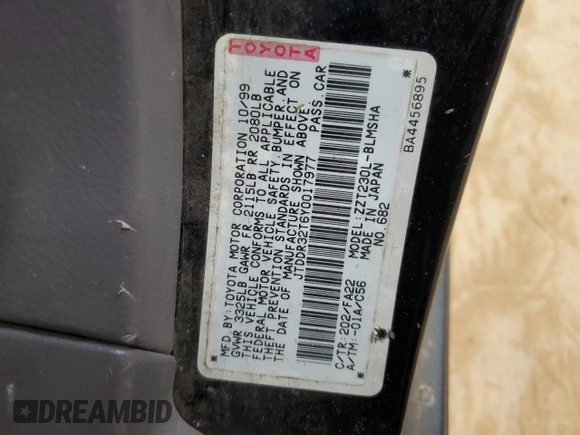 TOYOTA
MFD BY: TOYOTA MOTOR CORPORATION 10/99
GVWR 3325LB GAWR FR 2115LB RR 2080LB
THIS VEHICLE CONFORMS TO ALL APPLICABLE
FEDERAL MOTOR VEHICLE SAFETY, BUMPER, AND
THEFT PREVENTION STANDARDS IN EFFECT ON
THE DATE OF MANUFACTURE SHOWN ABOVE.
JTDDR32T6Y0017977 PASS.CAR
C/TR:202/FA22 MODEL:ZZT230L-BLMSHA
A/TM:-01A/C56 MADE IN JAPAN
NO.682
*BA4456895*
DREAMBID